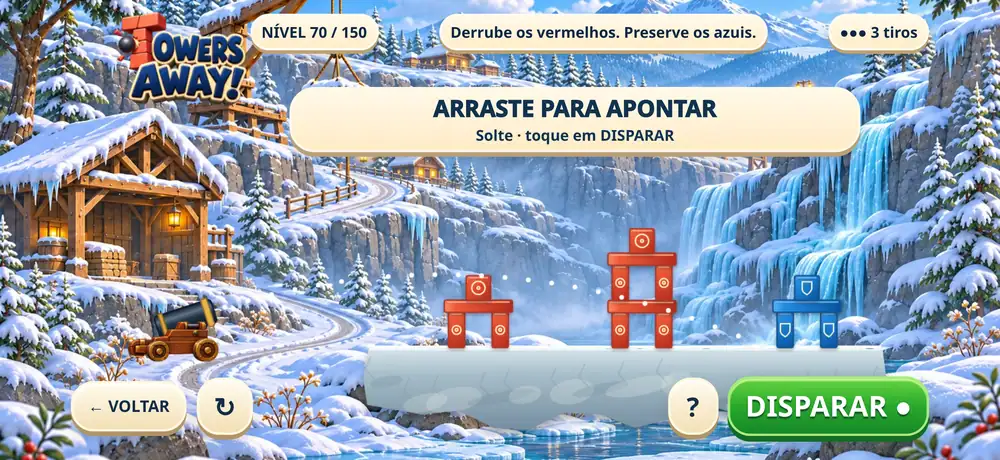 TOWERS
AWAY!
NÍVEL 70 / 150
Derrube os vermelhos. Preserve os azuis.
●●● 3 tiros
ARRASTE PARA APONTAR
Solte · toque em DISPARAR
← VOLTAR
↻
?
DISPARAR ●